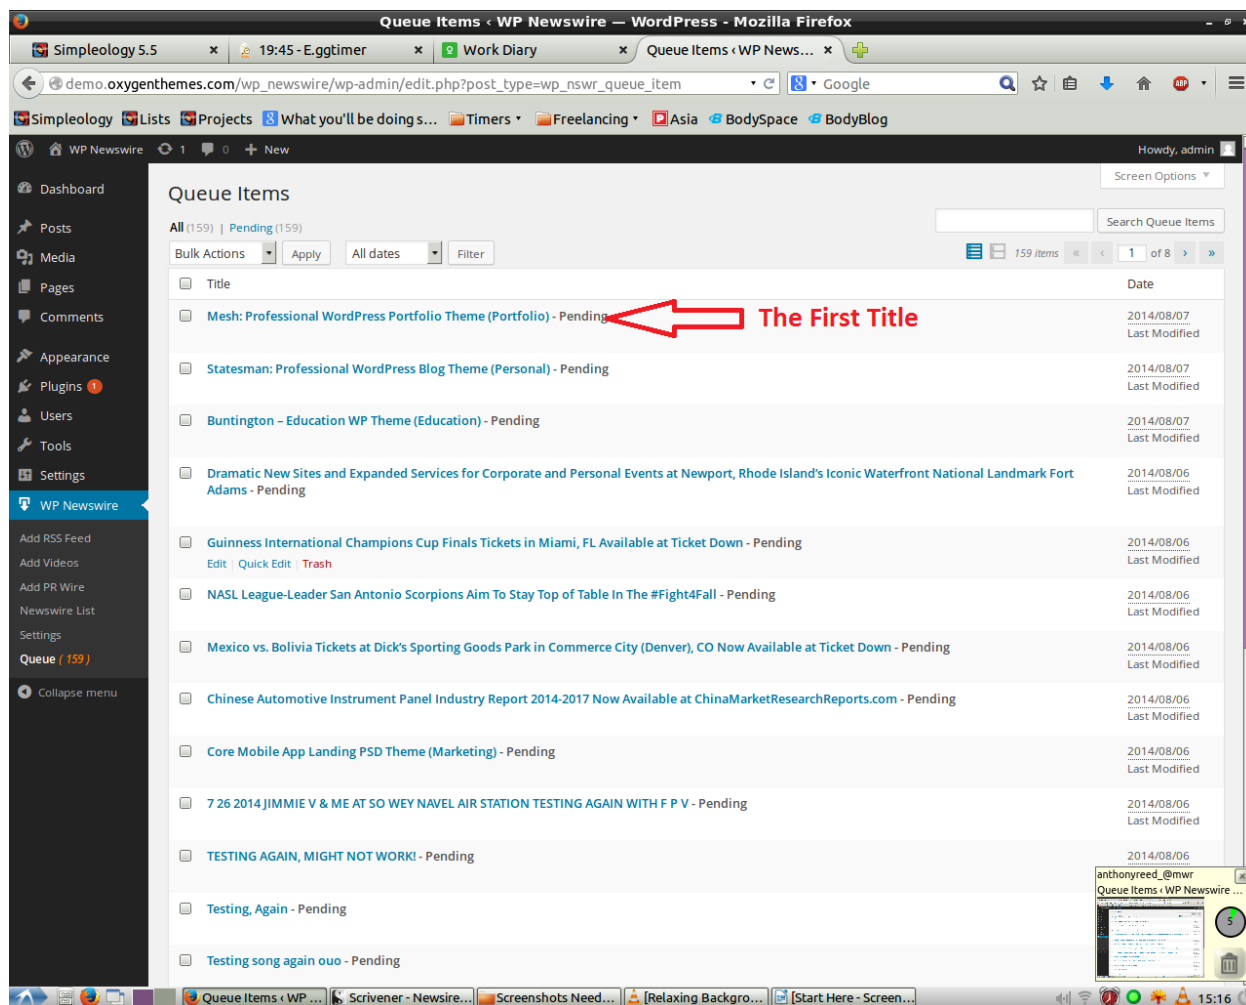 Queue Items ‹ WP Newswire — WordPress - Mozilla Firefox
Simpleology 5.5
19:45 - E.ggtimer
Work Diary
Queue Items ‹ WP News...
demo.oxygenthemes.com/wp_newswire/wp-admin/edit.php?post_type=wp_nswr_queue_item
Google
ABP
Simpleology Lists Projects What you'll be doing s... Timers Freelancing Asia BodySpace BodyBlog
WP Newswire 1 0 + New
Howdy, admin
Screen Options
Dashboard
Posts
Media
Pages
Comments
Appearance
Plugins 1
Users
Tools
Settings
WP Newswire
Add RSS Feed
Add Videos
Add PR Wire
Newswire List
Settings
Queue ( 159 )
Collapse menu
Queue Items
All (159) | Pending (159)
Search Queue Items
Bulk Actions Apply All dates Filter
159 items « ‹ 1 of 8 › »
Title Date
Mesh: Professional WordPress Portfolio Theme (Portfolio) - Pending
The First Title
2014/08/07
Last Modified
Statesman: Professional WordPress Blog Theme (Personal) - Pending
2014/08/07
Last Modified
Buntington – Education WP Theme (Education) - Pending
2014/08/07
Last Modified
Dramatic New Sites and Expanded Services for Corporate and Personal Events at Newport, Rhode Island's Iconic Waterfront National Landmark Fort
Adams - Pending
2014/08/06
Last Modified
Guinness International Champions Cup Finals Tickets in Miami, FL Available at Ticket Down - Pending
Edit | Quick Edit | Trash
2014/08/06
Last Modified
NASL League-Leader San Antonio Scorpions Aim To Stay Top of Table In The #Fight4Fall - Pending
2014/08/06
Last Modified
Mexico vs. Bolivia Tickets at Dick's Sporting Goods Park in Commerce City (Denver), CO Now Available at Ticket Down - Pending
2014/08/06
Last Modified
Chinese Automotive Instrument Panel Industry Report 2014-2017 Now Available at ChinaMarketResearchReports.com - Pending
2014/08/06
Last Modified
Core Mobile App Landing PSD Theme (Marketing) - Pending
2014/08/06
Last Modified
7 26 2014 JIMMIE V & ME AT SO WEY NAVEL AIR STATION TESTING AGAIN WITH F P V - Pending
2014/08/06
Last Modified
TESTING AGAIN, MIGHT NOT WORK! - Pending
2014/08/06
Testing, Again - Pending
Testing song again ouo - Pending
anthonyreed_@mwr
Queue Items ‹ WP Newswire ...
5
Queue Items ‹ WP ...
Scrivener - Newsire...
Screenshots Need...
[Relaxing Backgro...
[Start Here - Screen...
15:16